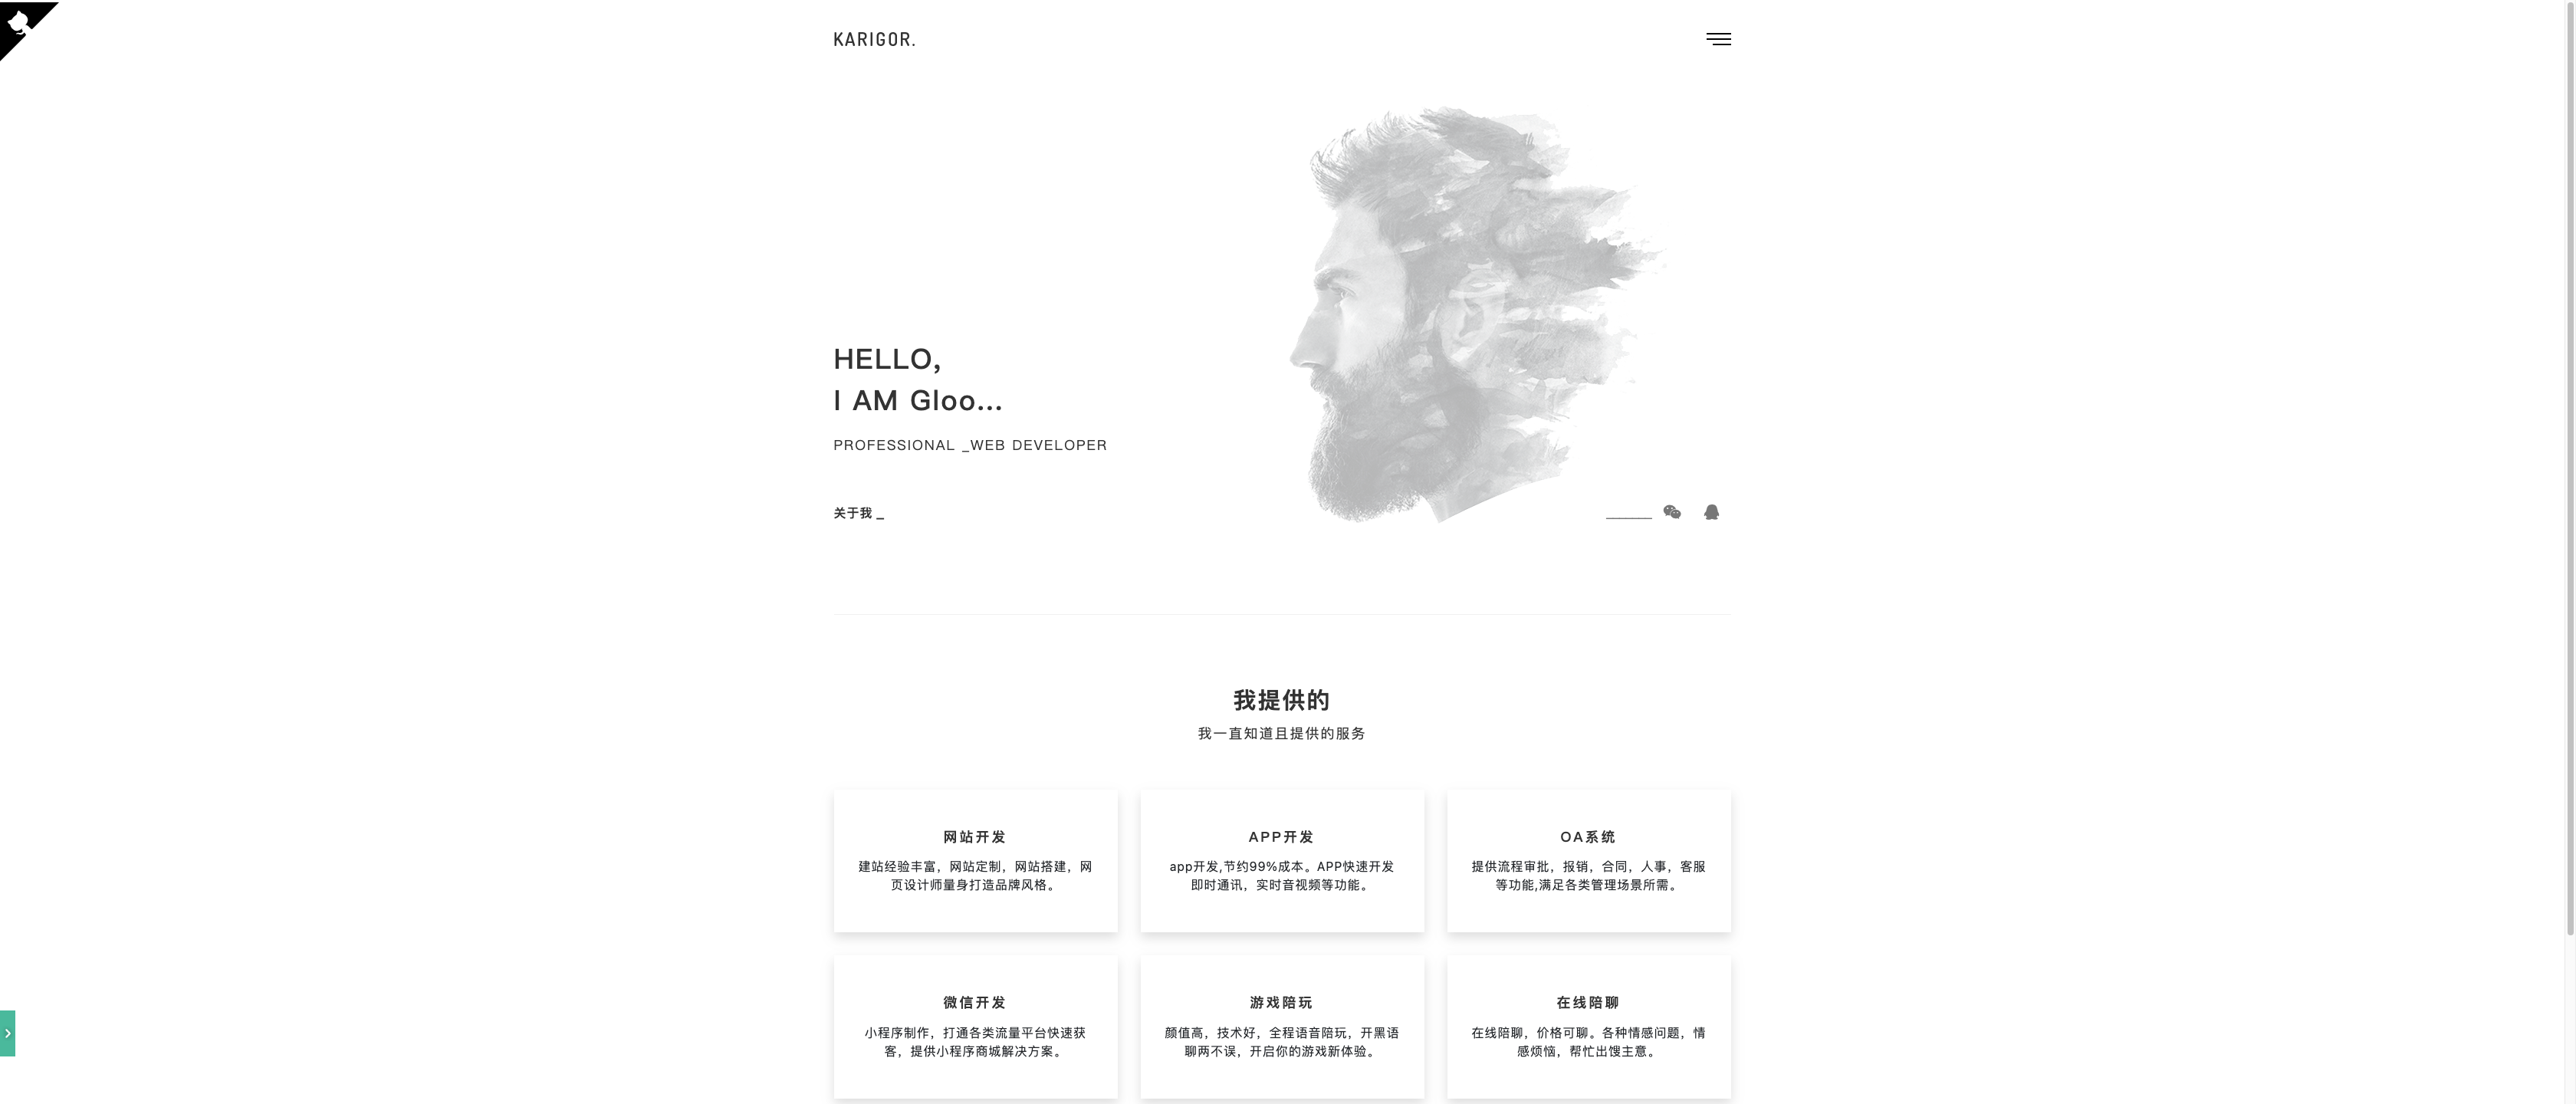 KARIGOR.
HELLO,
I AM Gloo...
PROFESSIONAL _WEB DEVELOPER
关于我 _
我提供的
我一直知道且提供的服务
网站开发
建站经验丰富，网站定制，网站搭建，网
页设计师量身打造品牌风格。
APP开发
app开发,节约99%成本。APP快速开发
即时通讯，实时音视频等功能。
OA系统
提供流程审批，报销，合同，人事，客服
等功能,满足各类管理场景所需。
微信开发
小程序制作，打通各类流量平台快速获
客，提供小程序商城解决方案。
游戏陪玩
颜值高，技术好，全程语音陪玩，开黑语
聊两不误，开启你的游戏新体验。
在线陪聊
在线陪聊，价格可聊。各种情感问题，情
感烦恼，帮忙出馊主意。